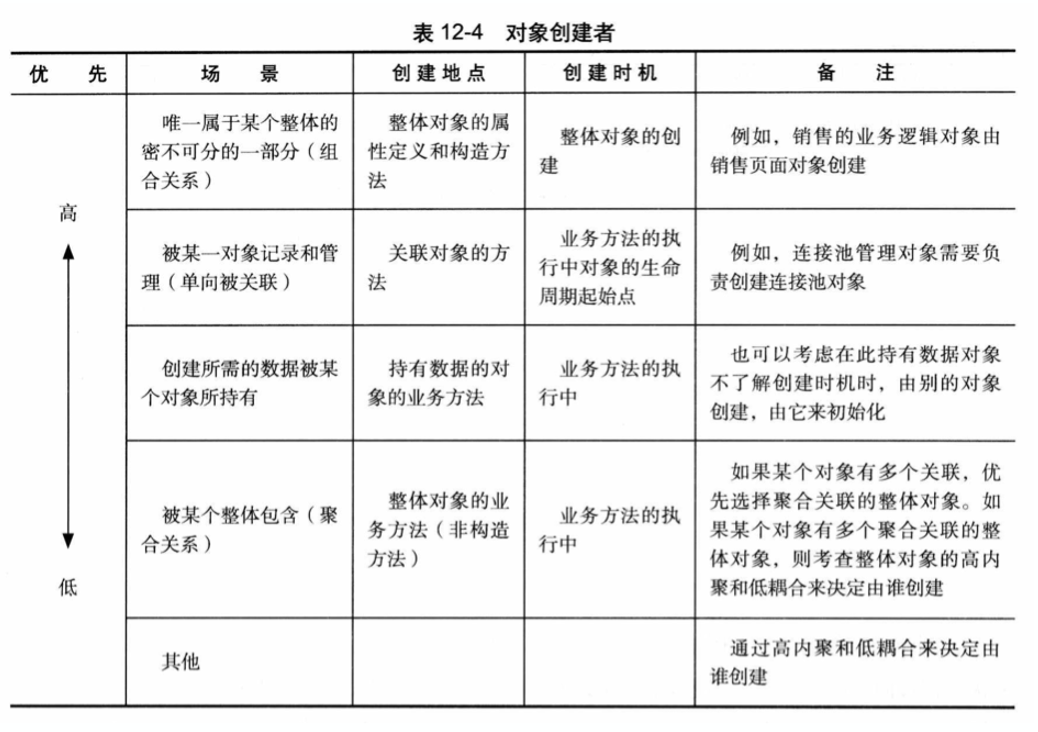 表 12-4 对象创建者
优 先
场 景
创 建 地 点
创 建 时 机
备 注
高
低
唯一属于某个整体的
密不可分的一部分（组
合关系）
整体对象的属
性定义和构造方
法
整体对象的创
建
例如，销售的业务逻辑对象由
销售页面对象创建
被某一对象记录和管
理（单向被关联）
关联对象的方
法
业务方法的执
行中对象的生命
周期起始点
例如，连接池管理对象需要负
责创建连接池对象
创建所需的数据被某
个对象所持有
持有数据的对
象的业务方法
业务方法的执
行中
也可以考虑在此持有数据对象
不了解创建时机时，由别的对象
创建，由它来初始化
被某个整体包含（聚
合关系）
整体对象的业
务方法（非构造
方法）
业务方法的执
行中
如果某个对象有多个关联，优
先选择聚合关联的整体对象。如
果某个对象有多个聚合关联的整
体对象，则考查整体对象的高内
聚和低耦合来决定由谁创建
其他
通过高内聚和低耦合来决定由
谁创建